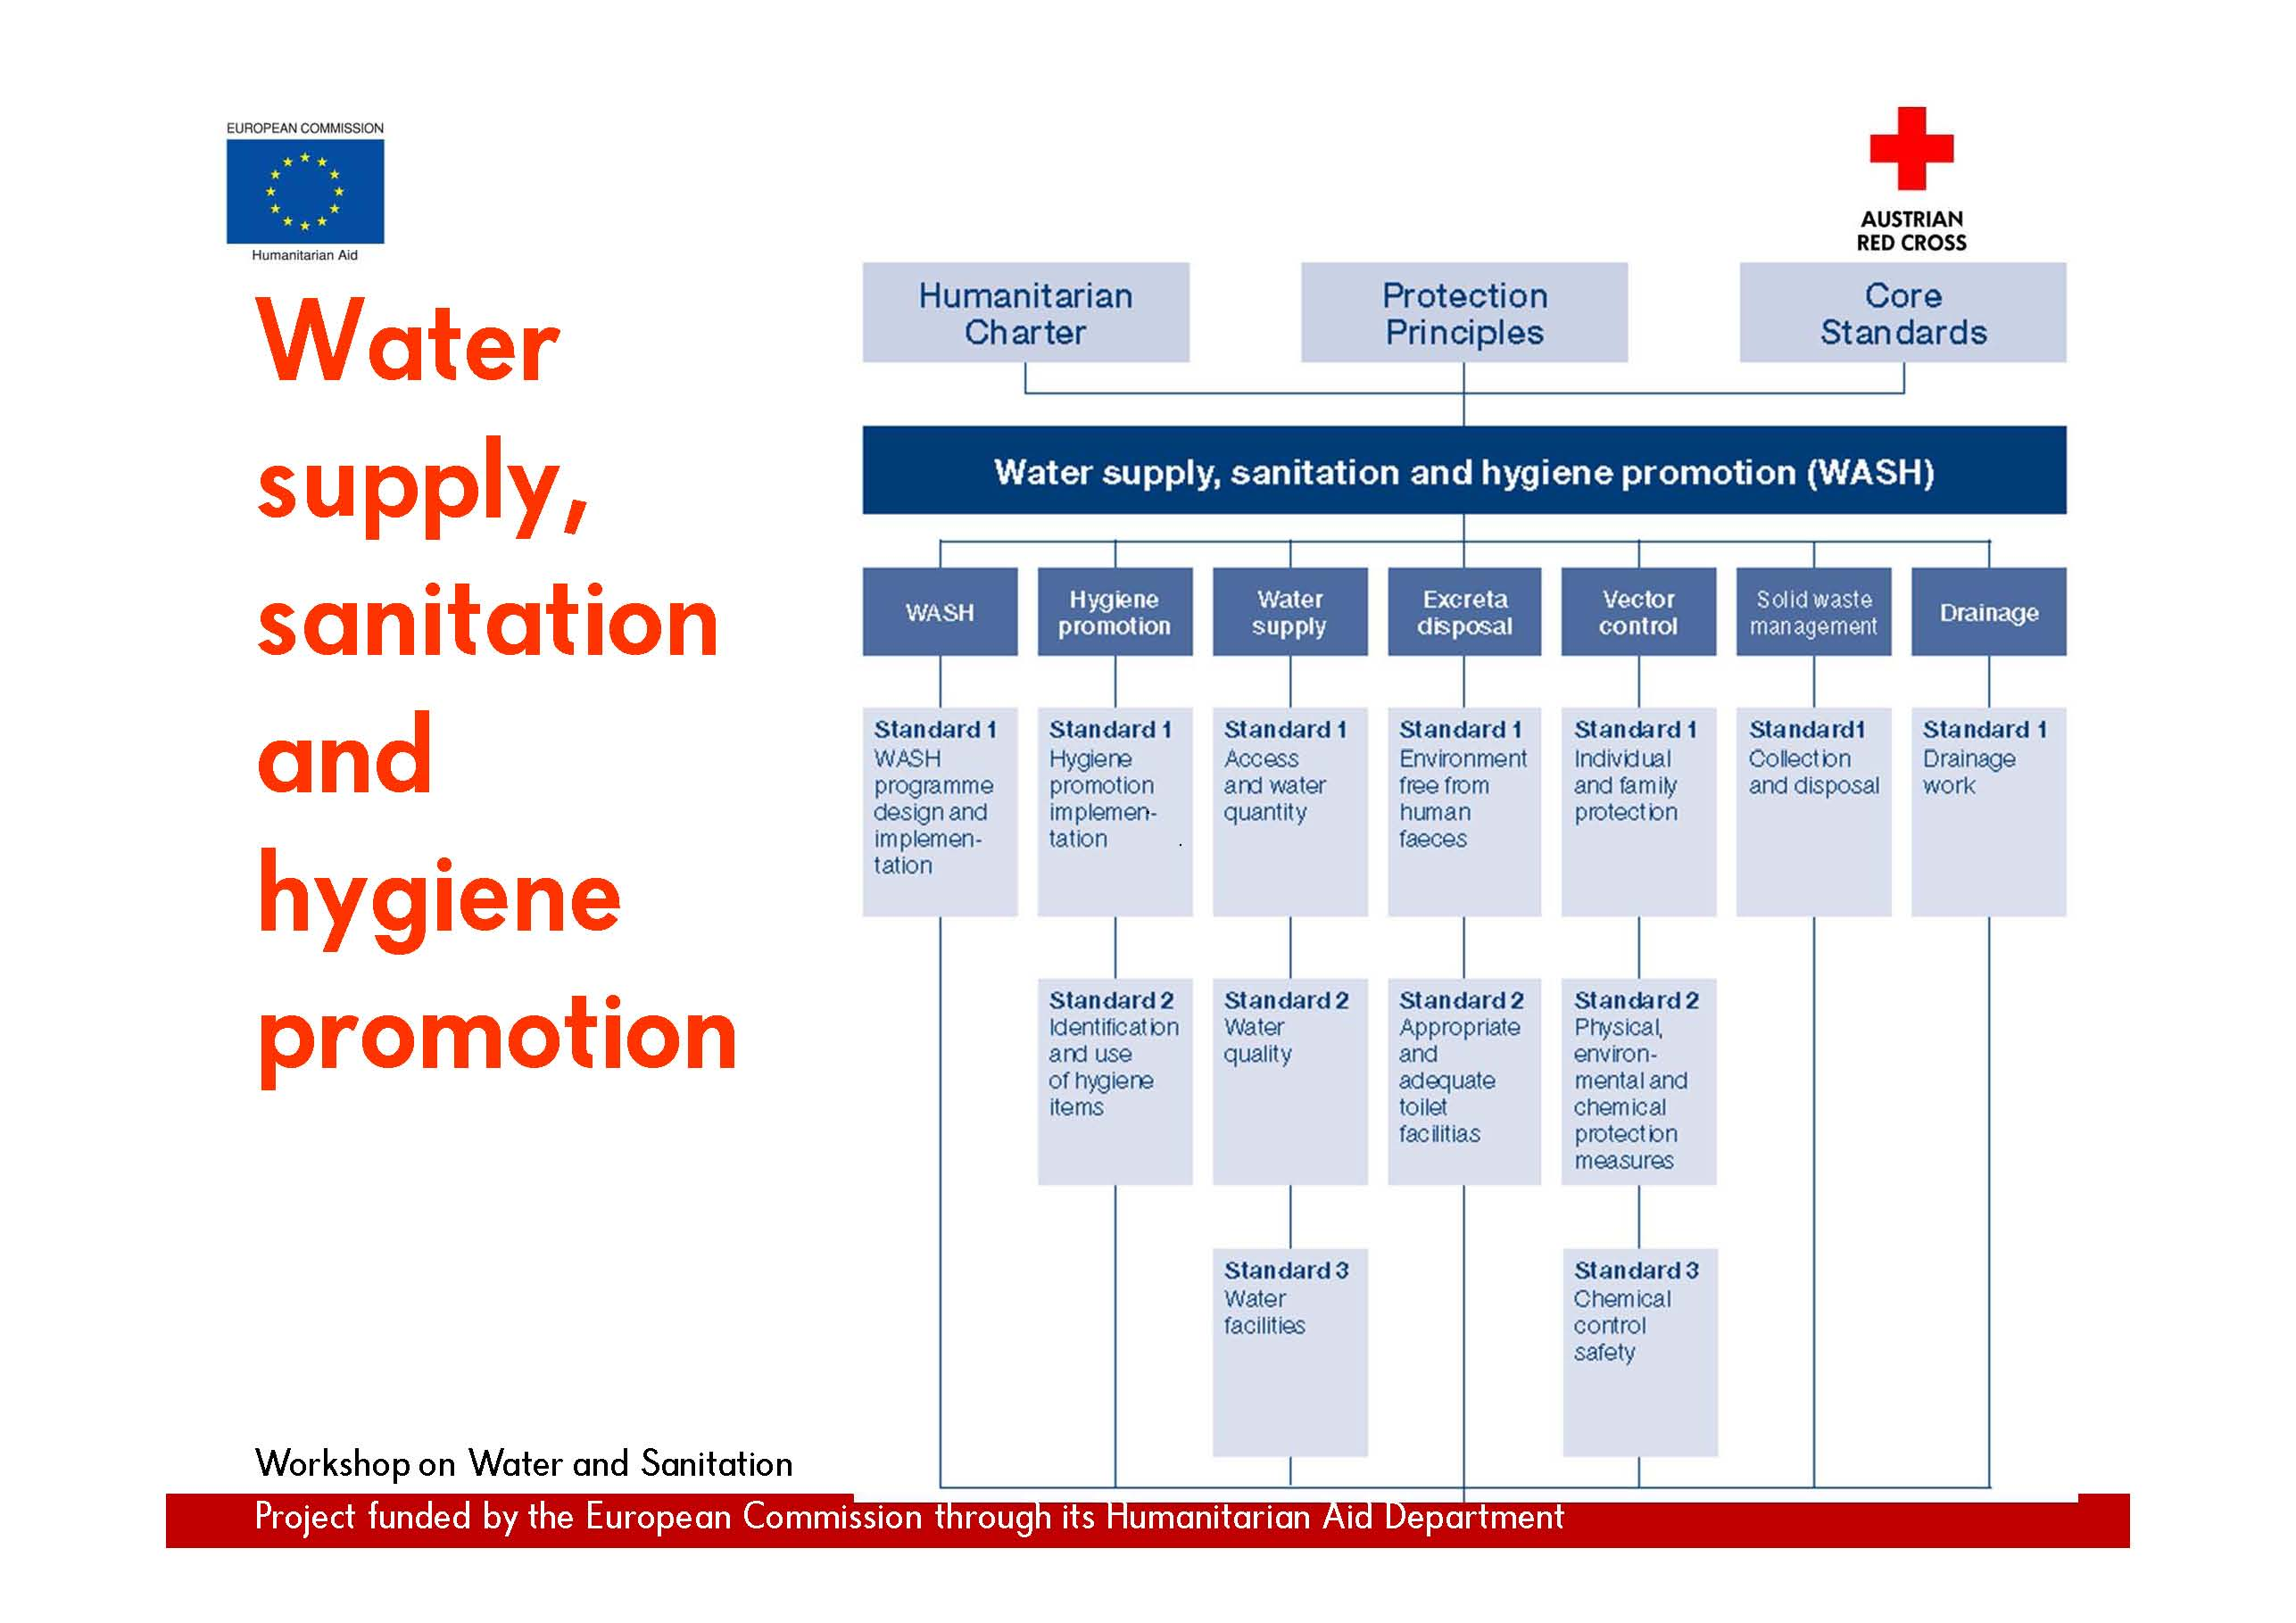 EUROPEAN COMMISSION
Humanitarian Aid
AUSTRIAN
RED CROSS
Water
supply,
sanitation
and
hygiene
promotion
Humanitarian
Charter
Protection
Principles
Core
Standards
Water supply, sanitation and hygiene promotion (WASH)
WASH
Hygiene
promotion
Water
supply
Excreta
disposal
Vector
control
Solid waste
management
Drainage
Standard 1
WASH
programme
design and
implemen-
tation
Standard 1
Hygiene
promotion
implemen-
tation
Standard 1
Access
and water
quantity
Standard 1
Environment
free from
human
faeces
Standard 1
Individual
and family
protection
Standard1
Collection
and disposal
Standard 1
Drainage
work
Standard 2
Identification
and use
of hygiene
items
Standard 2
Water
quality
Standard 2
Appropriate
and
adequate
toilet
facilitias
Standard 2
Physical,
environ-
mental and
chemical
protection
measures
Standard 3
Water
facilities
Standard 3
Chemical
control
safety
Workshop on Water and Sanitation
Project funded by the European Commission through its Humanitarian Aid Department